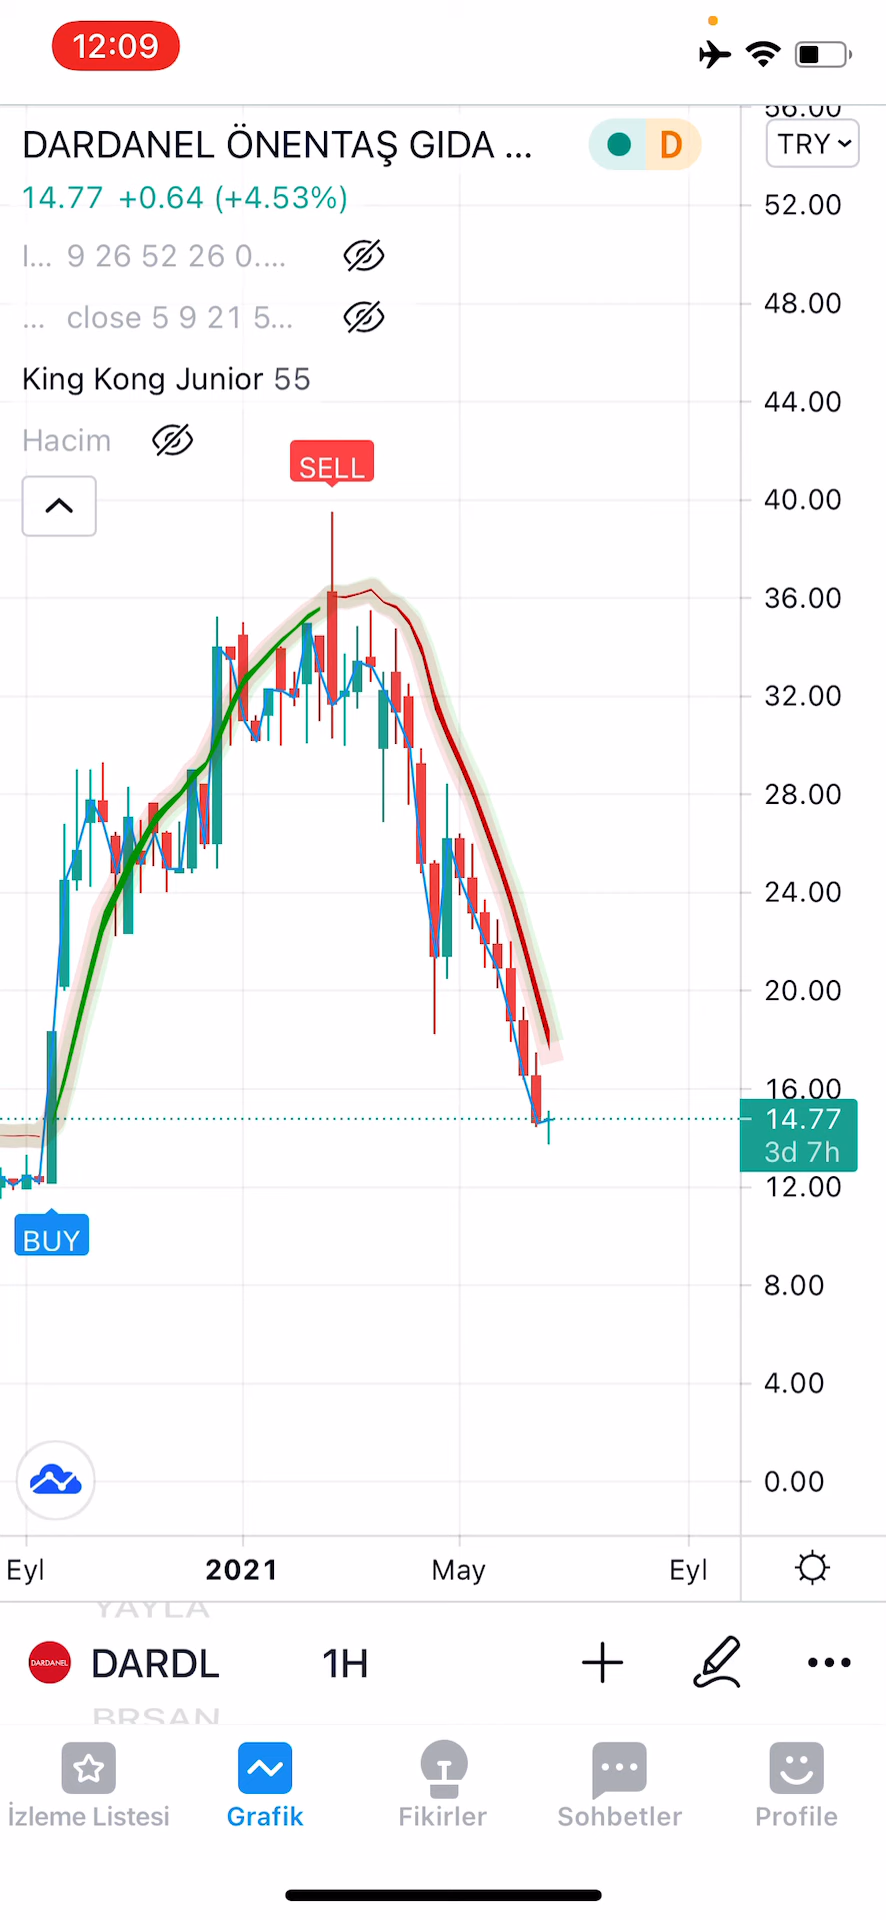 12:09
56.00
DARDANEL ÖNENTAŞ GIDA ...
D
TRY
14.77 +0.64 (+4.53%)
52.00
I... 9 26 52 26 0....
48.00
... close 5 9 21 5...
King Kong Junior 55
44.00
Hacim
SELL
40.00
36.00
32.00
28.00
24.00
20.00
16.00
14.77
3d 7h
12.00
BUY
8.00
4.00
0.00
Eyl 2021 May Eyl
YAYLA
DARDANEL
DARDL 1H
BRSAN
İzleme Listesi Grafik Fikirler Sohbetler Profile